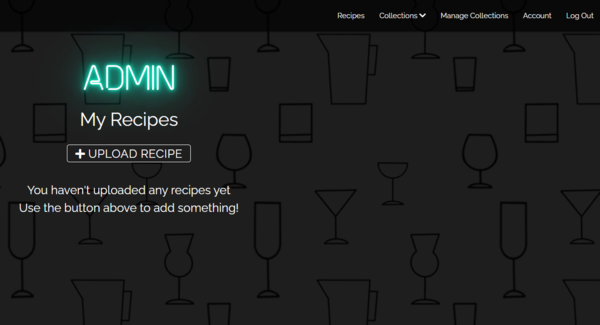 Recipes Collections Manage Collections Account Log Out
ADMIN
My Recipes
UPLOAD RECIPE
You haven't uploaded any recipes yet
Use the button above to add something!